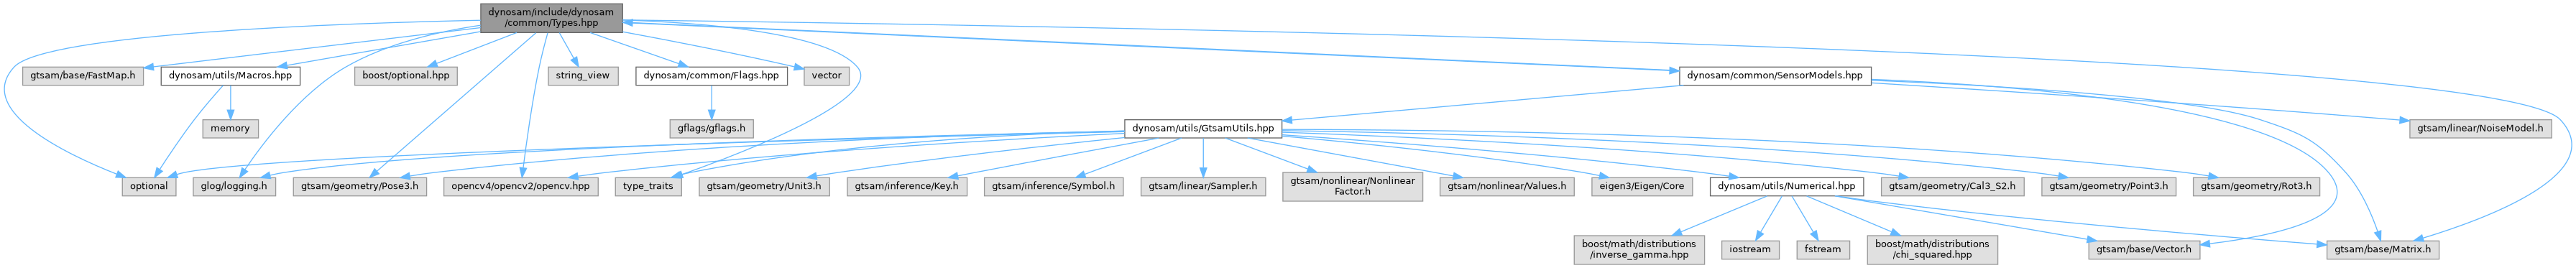 dynosam/include/dynosam
/common/Types.hpp
gtsam/base/FastMap.h
dynosam/utils/Macros.hpp
boost/optional.hpp
string_view
dynosam/common/Flags.hpp
vector
dynosam/common/SensorModels.hpp
memory
gflags/gflags.h
dynosam/utils/GtsamUtils.hpp
gtsam/linear/NoiseModel.h
optional
glog/logging.h
gtsam/geometry/Pose3.h
opencv4/opencv2/opencv.hpp
type_traits
gtsam/geometry/Unit3.h
gtsam/inference/Key.h
gtsam/inference/Symbol.h
gtsam/linear/Sampler.h
gtsam/nonlinear/Nonlinear
Factor.h
gtsam/nonlinear/Values.h
eigen3/Eigen/Core
dynosam/utils/Numerical.hpp
gtsam/geometry/Cal3_S2.h
gtsam/geometry/Point3.h
gtsam/geometry/Rot3.h
boost/math/distributions
/inverse_gamma.hpp
iostream
fstream
boost/math/distributions
/chi_squared.hpp
gtsam/base/Vector.h
gtsam/base/Matrix.h